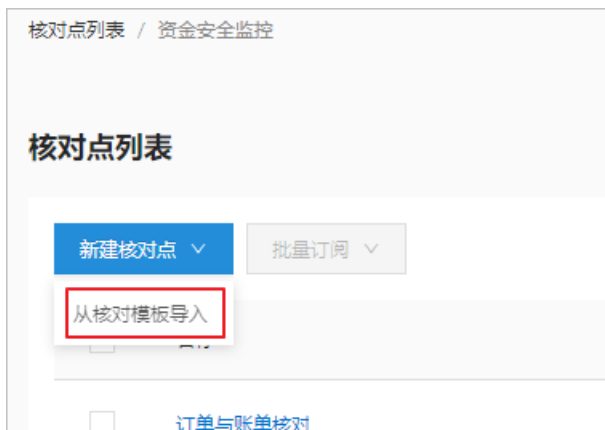 核对点列表 / 资金安全监控
核对点列表
新建核对点 批量订阅
从核对模板导入
订单与账单核对